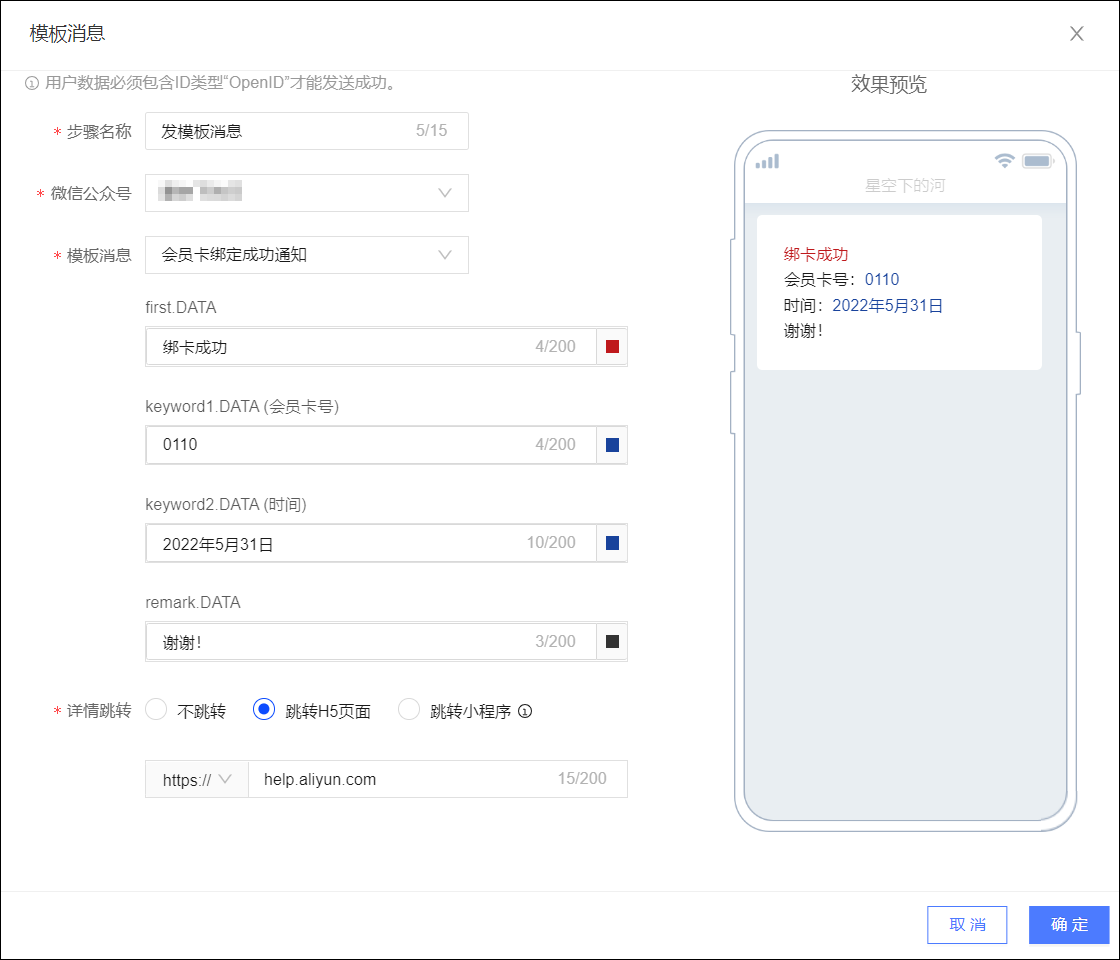 模板消息
用户数据必须包含ID类型“OpenID”才能发送成功。
* 步骤名称 发模板消息 5/15
* 微信公众号
* 模板消息 会员卡绑定成功通知
first.DATA
绑卡成功 4/200
keyword1.DATA (会员卡号)
0110 4/200
keyword2.DATA (时间)
2022年5月31日 10/200
remark.DATA
谢谢！ 3/200
* 详情跳转 不跳转 跳转H5页面 跳转小程序
https:// help.aliyun.com 15/200
效果预览
星空下的河
绑卡成功
会员卡号：0110
时间：2022年5月31日
谢谢！
取 消 确 定